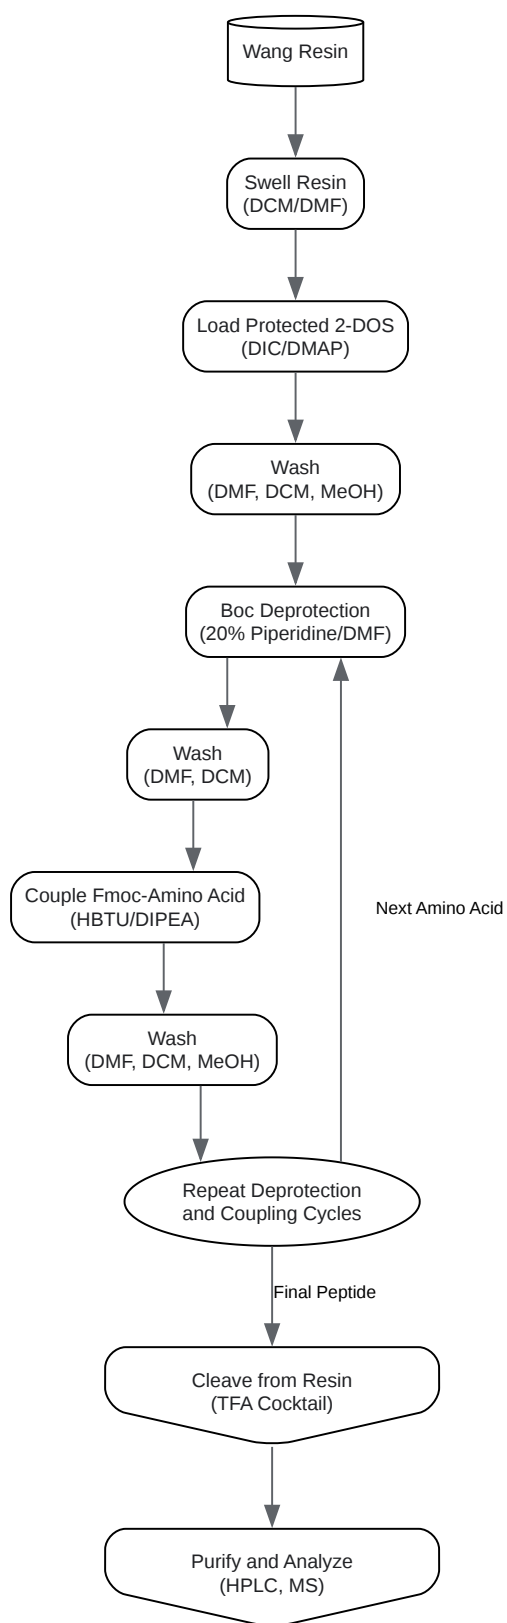 Wang Resin
Swell Resin
(DCM/DMF)
Load Protected 2-DOS
(DIC/DMAP)
Wash
(DMF, DCM, MeOH)
Boc Deprotection
(20% Piperidine/DMF)
Wash
(DMF, DCM)
Couple Fmoc-Amino Acid
(HBTU/DIPEA)
Next Amino Acid
Wash
(DMF, DCM, MeOH)
Repeat Deprotection
and Coupling Cycles
Final Peptide
Cleave from Resin
(TFA Cocktail)
Purify and Analyze
(HPLC, MS)